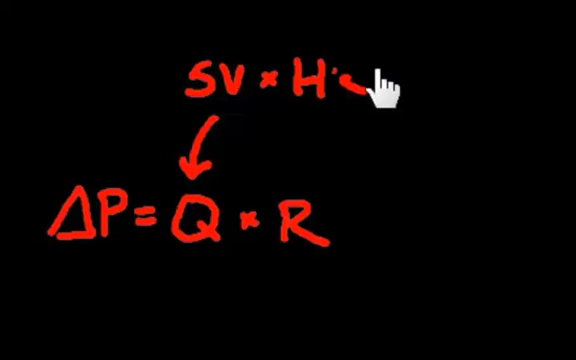 SV × H
ΔP = Q × R